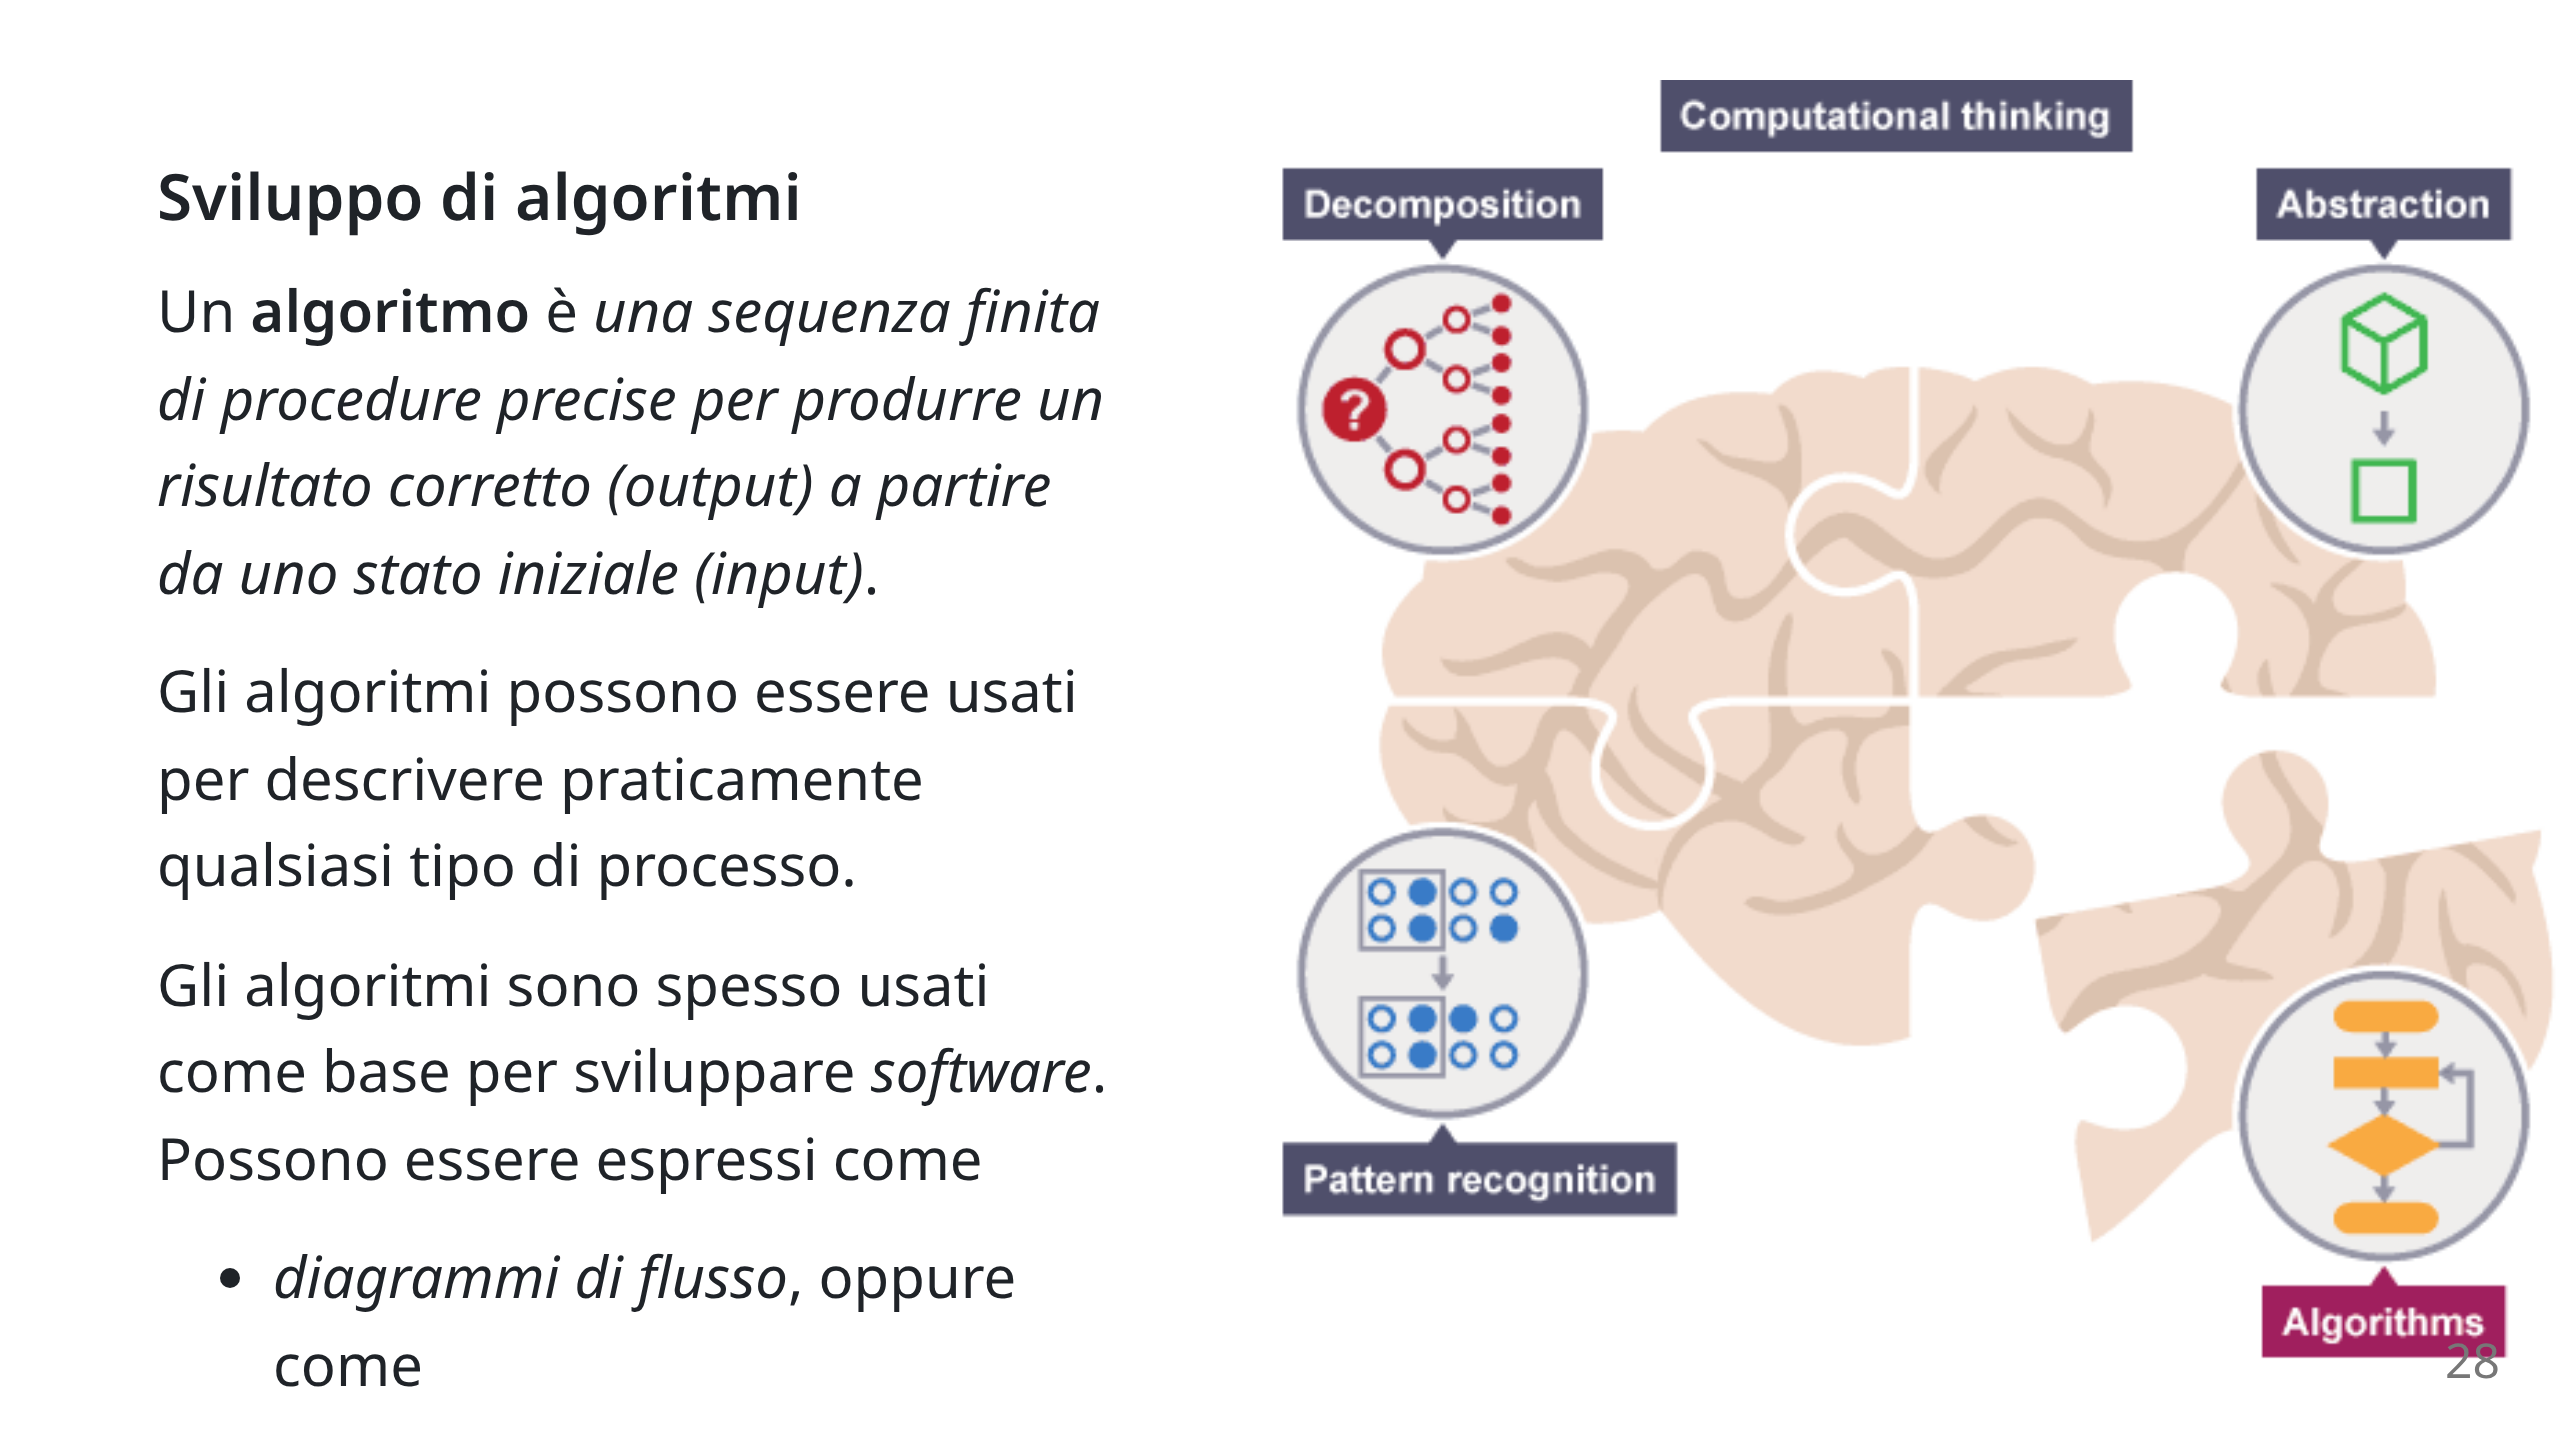 Sviluppo di algoritmi
Un algoritmo è una sequenza finita
di procedure precise per produrre un
risultato corretto (output) a partire
da uno stato iniziale (input).
Gli algoritmi possono essere usati
per descrivere praticamente
qualsiasi tipo di processo.
Gli algoritmi sono spesso usati
come base per sviluppare software.
Possono essere espressi come
• diagrammi di flusso, oppure
come
Computational thinking
Decomposition
Abstraction
?
Pattern recognition
Algorithms
28